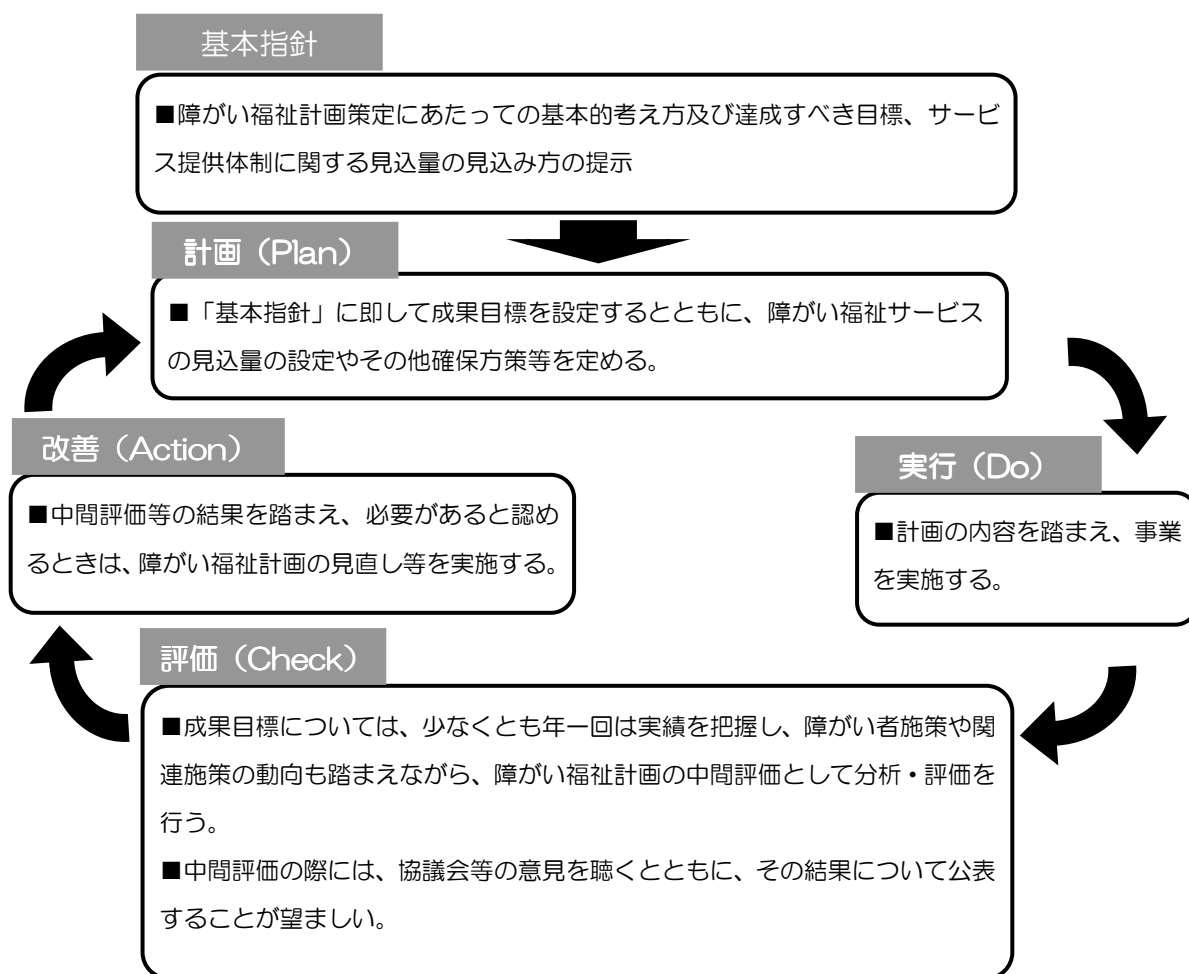 基本指針
■障がい福祉計画策定にあたっての基本的考え方及び達成すべき目標、サービ
ス提供体制に関する見込量の見込み方の提示
計画（Plan）
■「基本指針」に即して成果目標を設定するとともに、障がい福祉サービス
の見込量の設定やその他確保方策等を定める。
改善（Action）
■中間評価等の結果を踏まえ、必要があると認め
るときは、障がい福祉計画の見直し等を実施する。
実行（Do）
■計画の内容を踏まえ、事業
を実施する。
評価（Check）
■成果目標については、少なくとも年一回は実績を把握し、障がい者施策や関
連施策の動向も踏まえながら、障がい福祉計画の中間評価として分析・評価を
行う。
■中間評価の際には、協議会等の意見を聴くとともに、その結果について公表
することが望ましい。